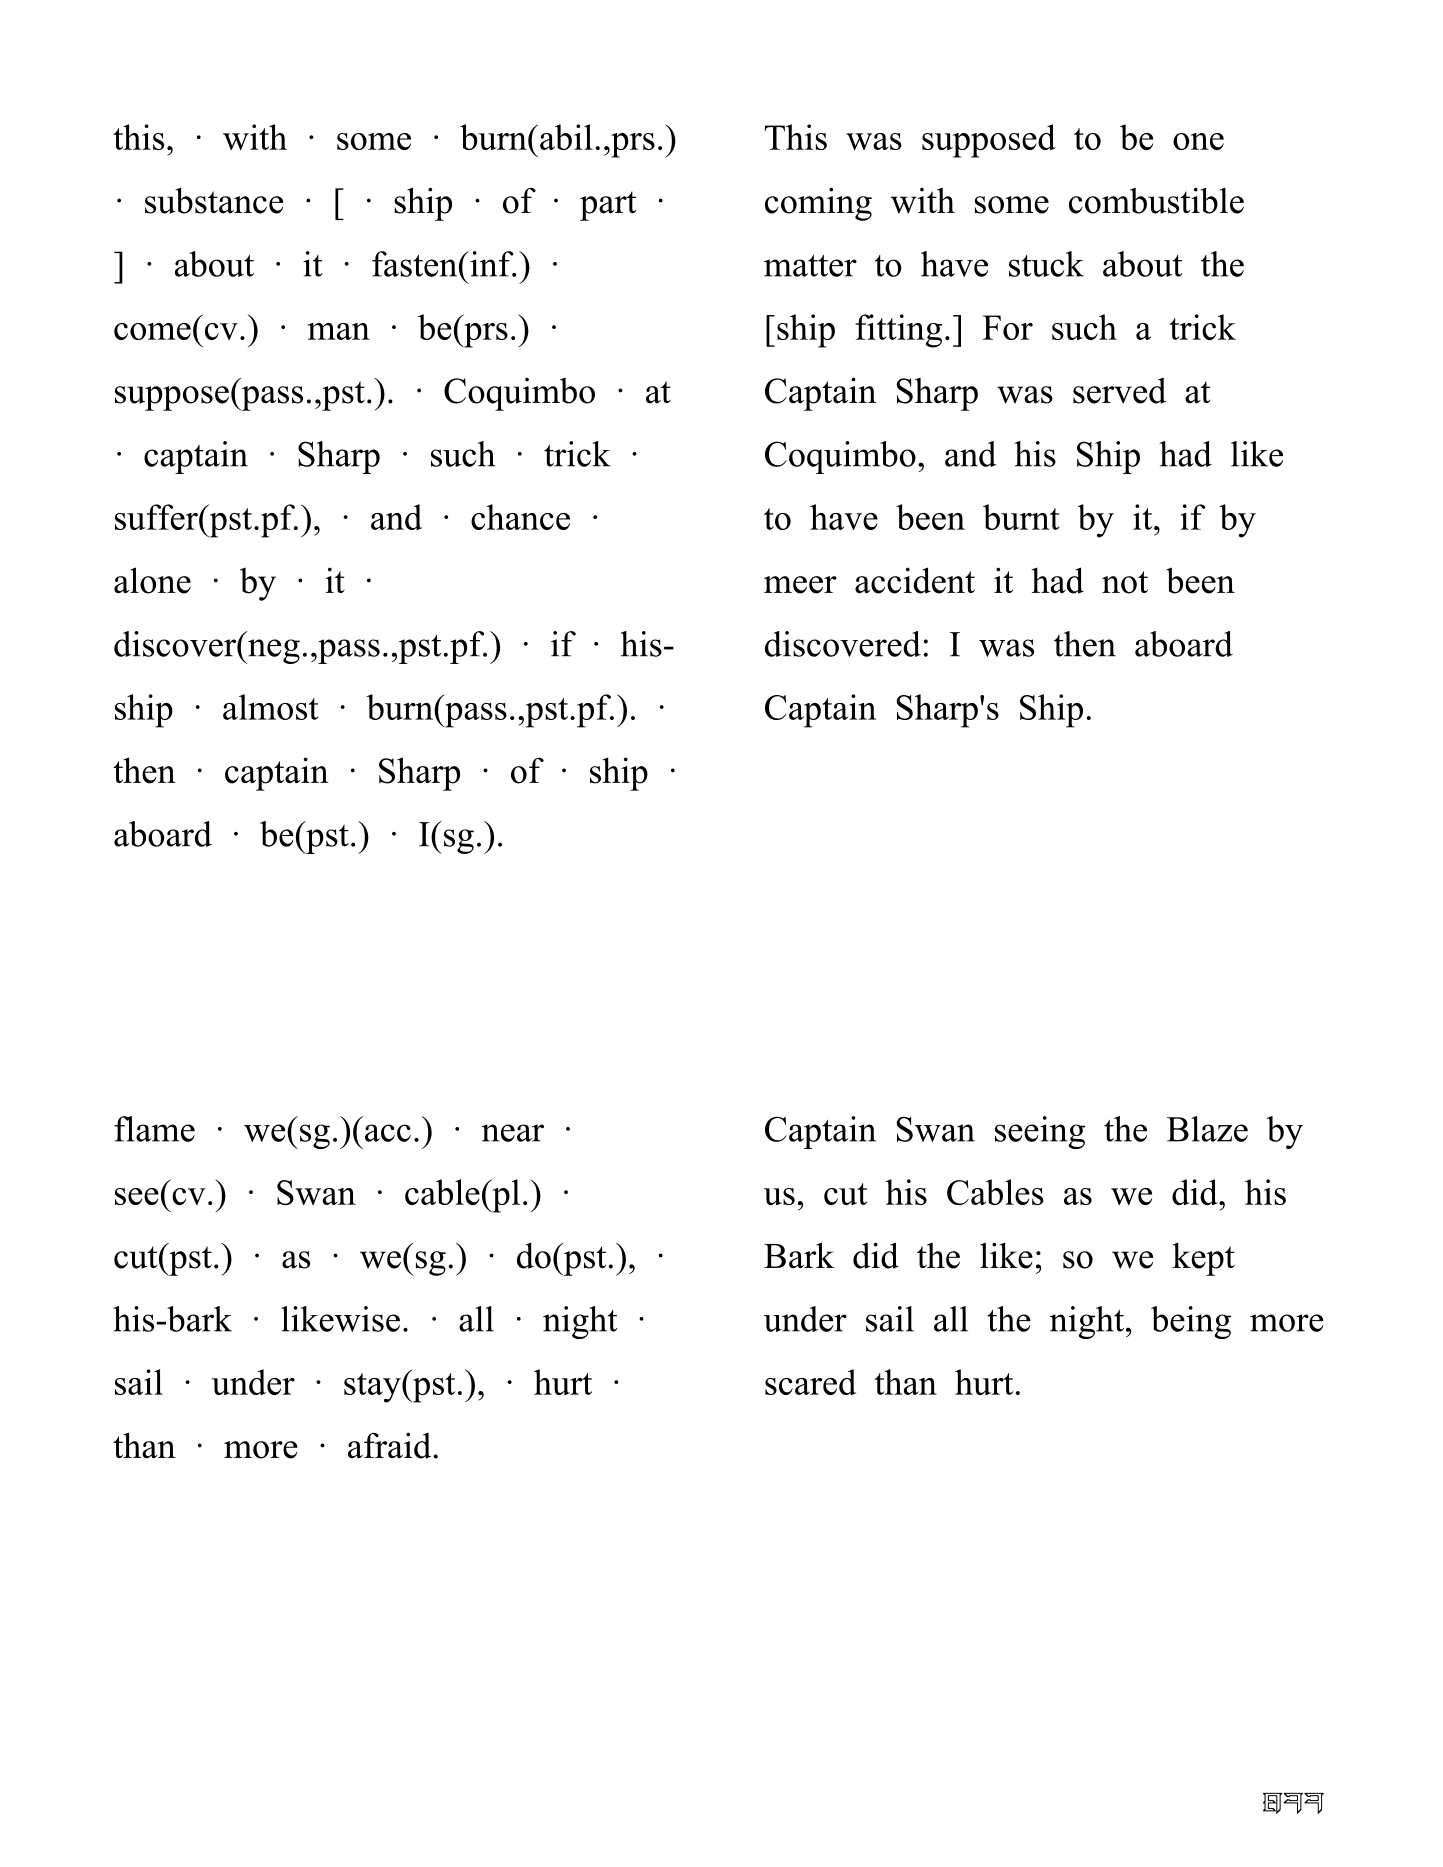 this, · with · some · burn(abil.,prs.)
· substance · [ · ship · of · part ·
] · about · it · fasten(inf.) ·
come(cv.) · man · be(prs.) ·
suppose(pass.,pst.). · Coquimbo · at
· captain · Sharp · such · trick ·
suffer(pst.pf.), · and · chance ·
alone · by · it ·
discover(neg.,pass.,pst.pf.) · if · his-
ship · almost · burn(pass.,pst.pf.). ·
then · captain · Sharp · of · ship ·
aboard · be(pst.) · I(sg.).
This was supposed to be one
coming with some combustible
matter to have stuck about the
[ship fitting.] For such a trick
Captain Sharp was served at
Coquimbo, and his Ship had like
to have been burnt by it, if by
meer accident it had not been
discovered: I was then aboard
Captain Sharp's Ship.
flame · we(sg.)(acc.) · near ·
see(cv.) · Swan · cable(pl.) ·
cut(pst.) · as · we(sg.) · do(pst.), ·
his-bark · likewise. · all · night ·
sail · under · stay(pst.), · hurt ·
than · more · afraid.
Captain Swan seeing the Blaze by
us, cut his Cables as we did, his
Bark did the like; so we kept
under sail all the night, being more
scared than hurt.